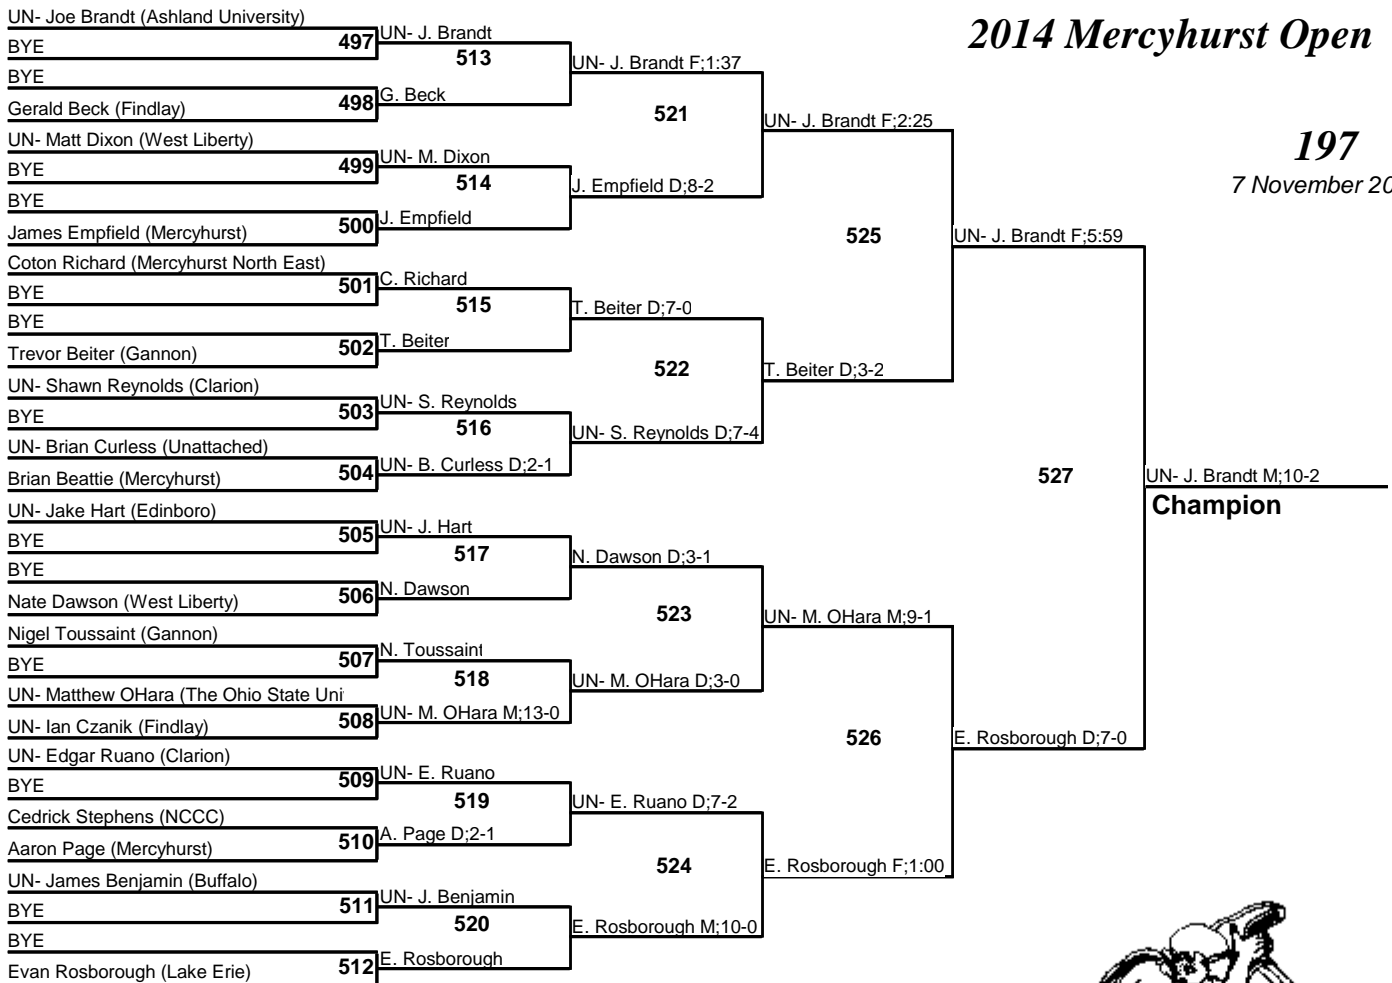 2014 Mercyhurst Open
197
7 November 20
UN- Joe Brandt (Ashland University)
BYE
497
BYE
Gerald Beck (Findlay)
498
UN- Matt Dixon (West Liberty)
BYE
499
BYE
James Empfield (Mercyhurst)
500
Coton Richard (Mercyhurst North East)
BYE
501
BYE
Trevor Beiter (Gannon)
502
UN- Shawn Reynolds (Clarion)
BYE
503
UN- Brian Curless (Unattached)
Brian Beattie (Mercyhurst)
504
UN- Jake Hart (Edinboro)
BYE
505
BYE
Nate Dawson (West Liberty)
506
Nigel Toussaint (Gannon)
BYE
507
UN- Matthew OHara (The Ohio State Uni
UN- Ian Czanik (Findlay)
508
UN- Edgar Ruano (Clarion)
BYE
509
Cedrick Stephens (NCCC)
Aaron Page (Mercyhurst)
510
UN- James Benjamin (Buffalo)
BYE
511
BYE
Evan Rosborough (Lake Erie)
512
UN- J. Brandt
513
G. Beck
UN- M. Dixon
514
J. Empfield
C. Richard
515
T. Beiter
UN- S. Reynolds
516
UN- B. Curless D;2-1
UN- J. Hart
517
N. Dawson
N. Toussaint
518
UN- M. OHara M;13-0
UN- E. Ruano
519
A. Page D;2-1
UN- J. Benjamin
520
E. Rosborough
UN- J. Brandt F;1:37
521
J. Empfield D;8-2
T. Beiter D;7-0
522
UN- S. Reynolds D;7-4
N. Dawson D;3-1
523
UN- M. OHara D;3-0
UN- E. Ruano D;7-2
524
E. Rosborough M;10-0
UN- J. Brandt F;2:25
525
T. Beiter D;3-2
UN- M. OHara M;9-1
526
E. Rosborough F;1:00
UN- J. Brandt F;5:59
527
E. Rosborough D;7-0
UN- J. Brandt M;10-2
Champion